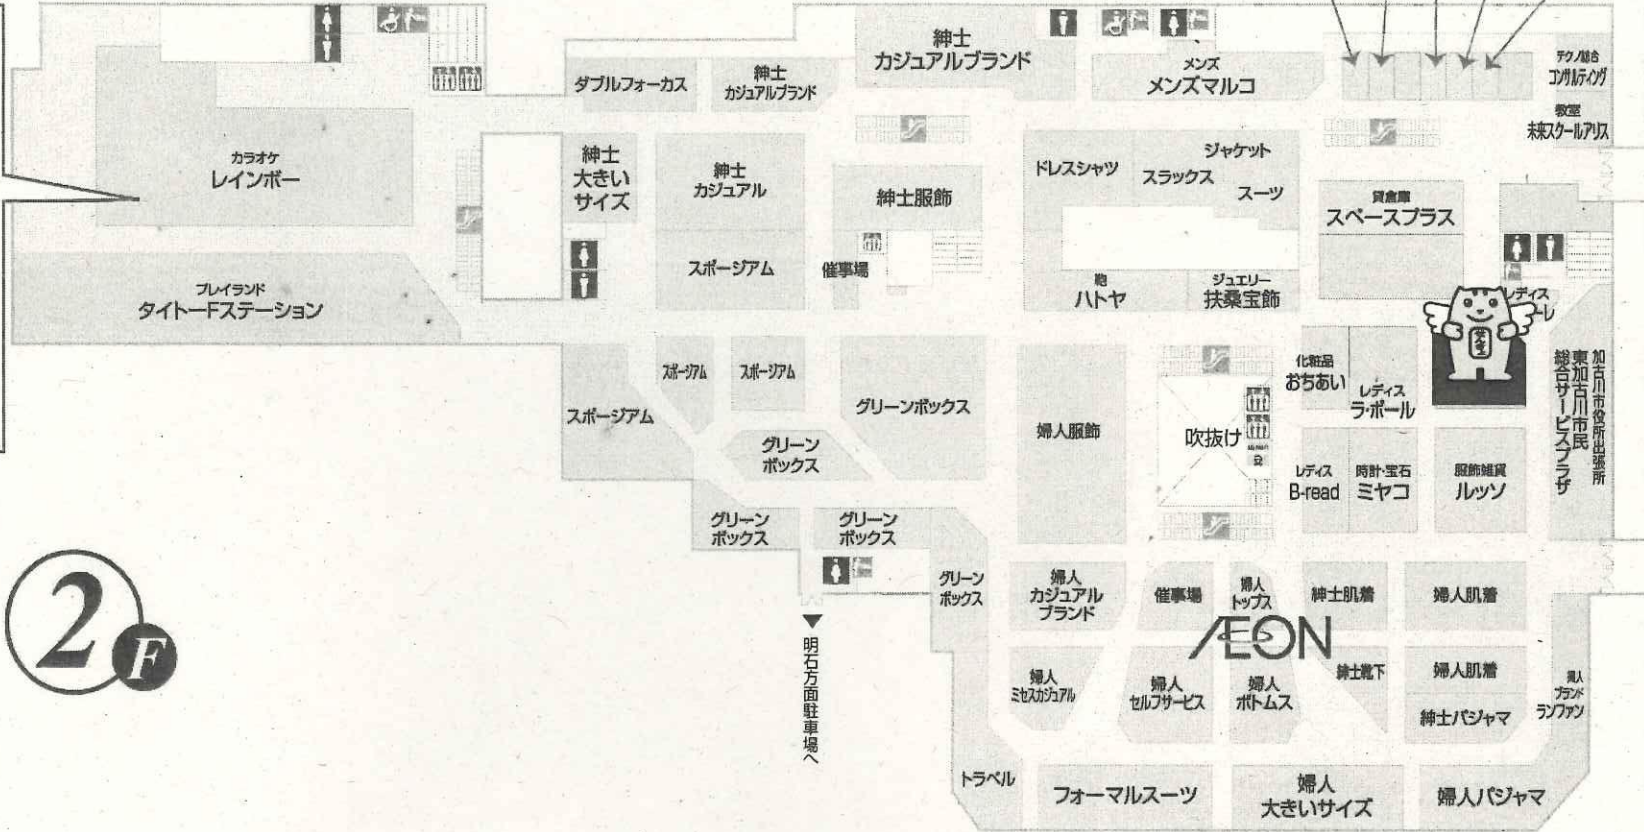 紳士
カジュアルブランド
ダブルフォーカス
紳士
カジュアルブランド
メンズ
メンズマルコ
テクノ総合
コンサルティング
教室
未来スクールアリス
カラオケ
レインボー
紳士
大きい
サイズ
紳士
カジュアル
紳士服飾
ドレスシャツ
スラックス
ジャケット
スーツ
貸倉庫
スペースプラス
プレイランド
タイトーFステーション
スポージアム
催事場
鞄
ハトヤ
ジュエリー
扶桑宝飾
レディス
スポージアム
スポージアム
スポージアム
グリーンボックス
グリーン
ボックス
婦人服飾
吹抜け
化粧品
おちあい
レディス
ラ・ポール
加古川市役所出張所
東加古川市民
総合サービスプラザ
レディス
B-read
時計・宝石
ミヤコ
服飾雑貨
ルッソ
グリーン
ボックス
グリーン
ボックス
グリーン
ボックス
婦人
カジュアル
ブランド
催事場
婦人
トップス
紳士肌着
婦人肌着
ÆON
2F
明石方面駐車場へ
婦人
ミセスカジュアル
婦人
セルフサービス
婦人
ボトムス
紳士靴下
婦人肌着
紳士パジャマ
婦人
ブランド
ランファン
トラベル
フォーマルスーツ
婦人
大きいサイズ
婦人パジャマ